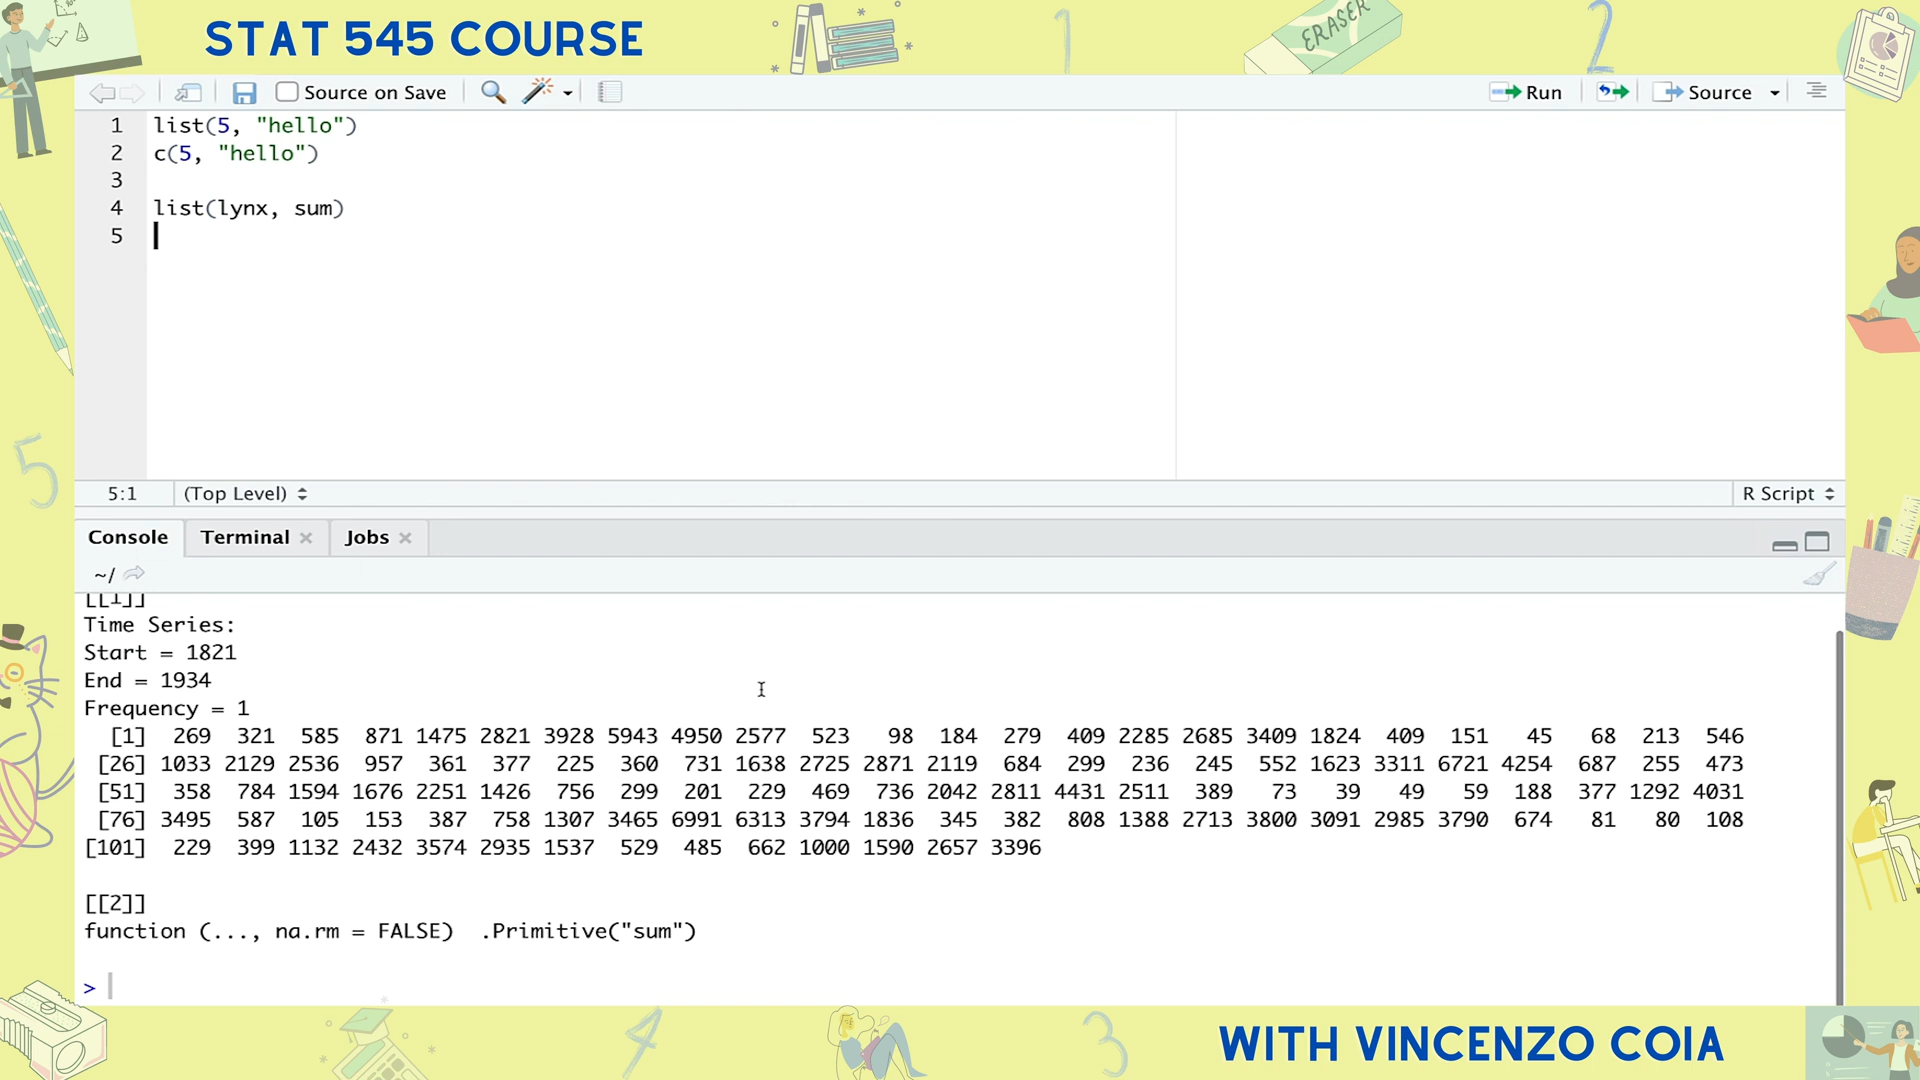 STAT 545 COURSE
ERASER
Source on Save
Run
Source
1 list(5, "hello")
2 c(5, "hello")
3
4 list(lynx, sum)
5
5:1 (Top Level) R Script
Console Terminal Jobs
~/
[[1]]
Time Series:
Start = 1821
End = 1934
Frequency = 1
[1] 269 321 585 871 1475 2821 3928 5943 4950 2577 523 98 184 279 409 2285 2685 3409 1824 409 151 45 68 213 546
[26] 1033 2129 2536 957 361 377 225 360 731 1638 2725 2871 2119 684 299 236 245 552 1623 3311 6721 4254 687 255 473
[51] 358 784 1594 1676 2251 1426 756 299 201 229 469 736 2042 2811 4431 2511 389 73 39 49 59 188 377 1292 4031
[76] 3495 587 105 153 387 758 1307 3465 6991 6313 3794 1836 345 382 808 1388 2713 3800 3091 2985 3790 674 81 80 108
[101] 229 399 1132 2432 3574 2935 1537 529 485 662 1000 1590 2657 3396
[[2]]
function (..., na.rm = FALSE) .Primitive("sum")
>
1
2
5
4
3
WITH VINCENZO COIA